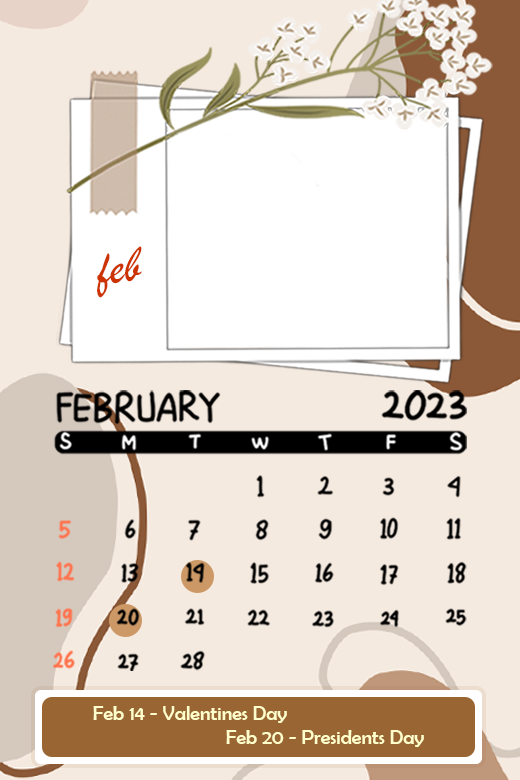 feb
FEBRUARY 2023
S M T W T F S
1 2 3 4
5 6 7 8 9 10 11
12 13 19 15 16 17 18
19 20 21 22 23 24 25
26 27 28
Feb 14 - Valentines Day
Feb 20 - Presidents Day